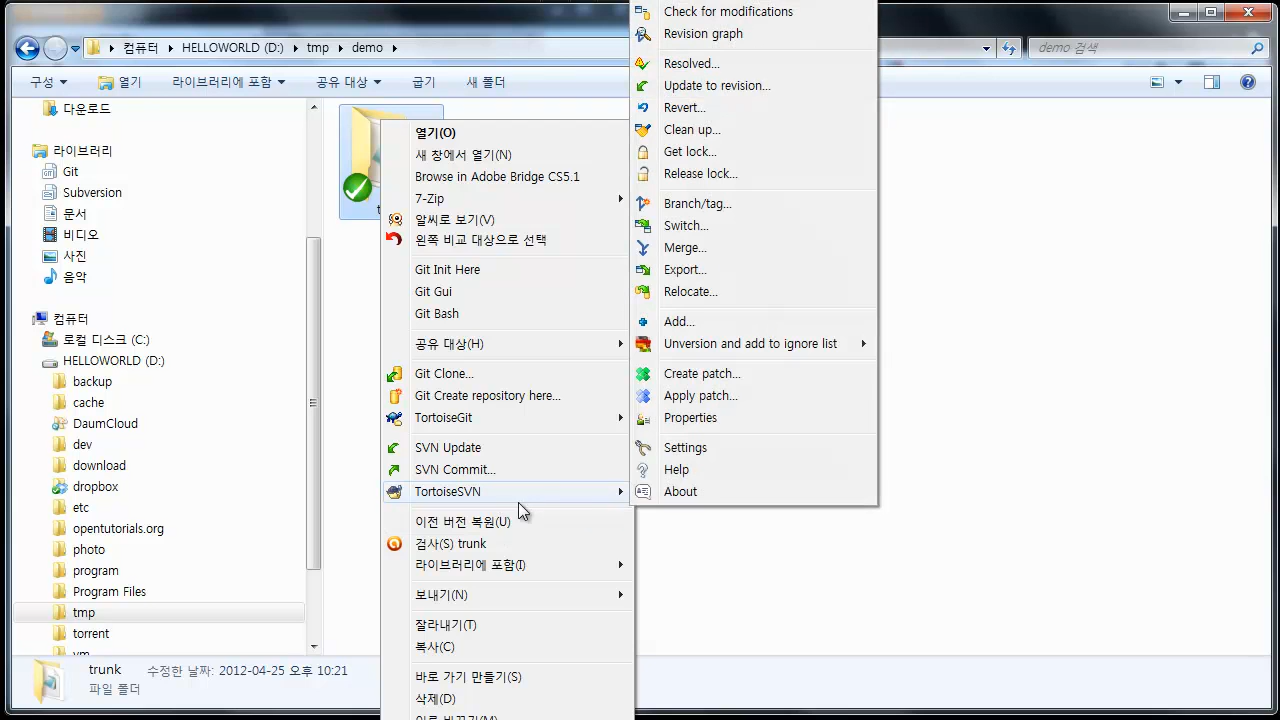 컴퓨터 ▸ HELLOWORLD (D:) ▸ tmp ▸ demo ▸
demo 검색
구성
열기
라이브러리에 포함
공유 대상
굽기
새 폴더
다운로드
라이브러리
Git
Subversion
문서
비디오
사진
음악
컴퓨터
로컬 디스크 (C:)
HELLOWORLD (D:)
backup
cache
DaumCloud
dev
download
dropbox
etc
opentutorials.org
photo
program
Program Files
tmp
torrent
vm
열기(O)
새 창에서 열기(N)
Browse in Adobe Bridge CS5.1
7-Zip
알씨로 보기(V)
왼쪽 비교 대상으로 선택
Git Init Here
Git Gui
Git Bash
공유 대상(H)
Git Clone...
Git Create repository here...
TortoiseGit
SVN Update
SVN Commit...
TortoiseSVN
이전 버전 복원(U)
검사(S) trunk
라이브러리에 포함(I)
보내기(N)
잘라내기(T)
복사(C)
바로 가기 만들기(S)
삭제(D)
이름 바꾸기(M)
Check for modifications
Revision graph
Resolved...
Update to revision...
Revert...
Clean up...
Get lock...
Release lock...
Branch/tag...
Switch...
Merge...
Export...
Relocate...
Add...
Unversion and add to ignore list
Create patch...
Apply patch...
Properties
Settings
Help
About
trunk
수정한 날짜: 2012-04-25 오후 10:21
파일 폴더